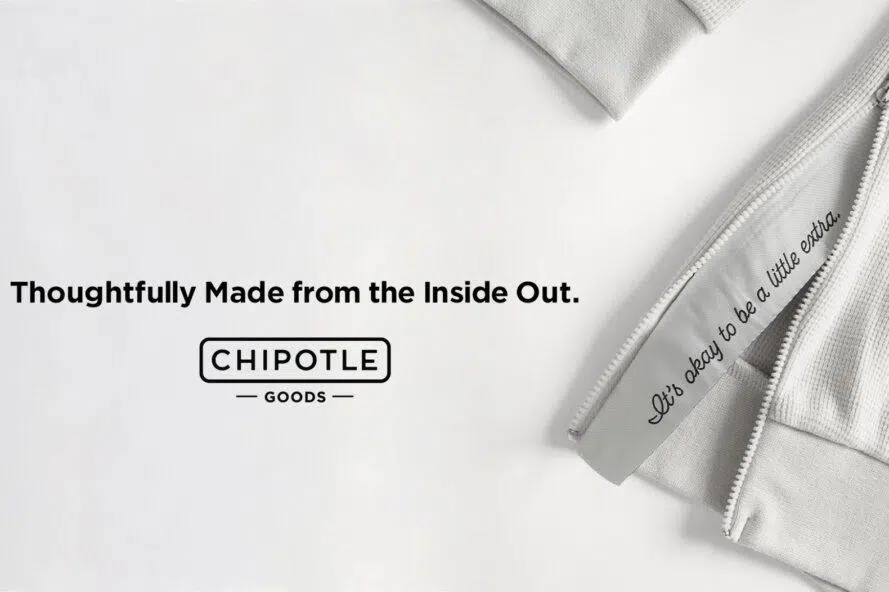 Thoughtfully Made from the Inside Out.
CHIPOTLE
GOODS
It's okay to be a little extra.